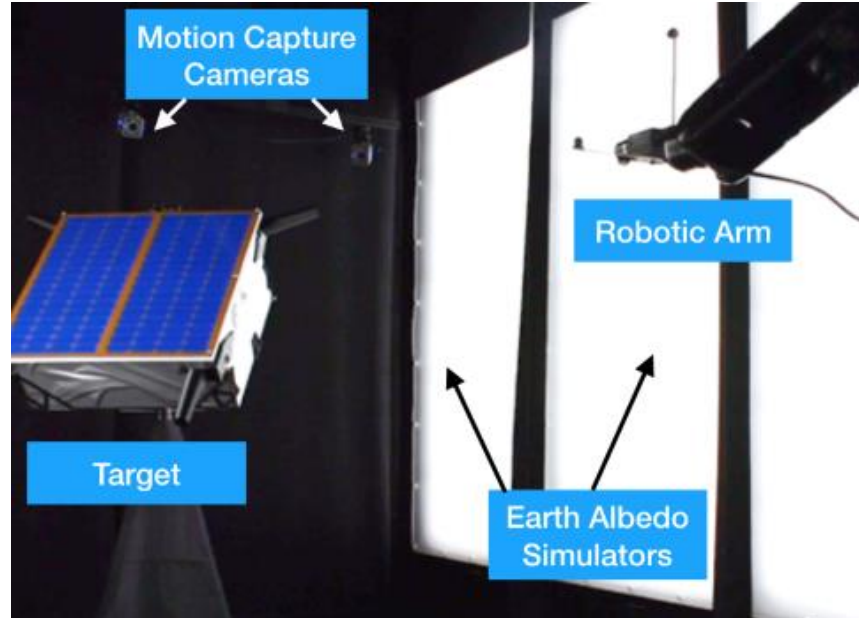 Motion Capture
Cameras
Robotic Arm
Target
Earth Albedo
Simulators